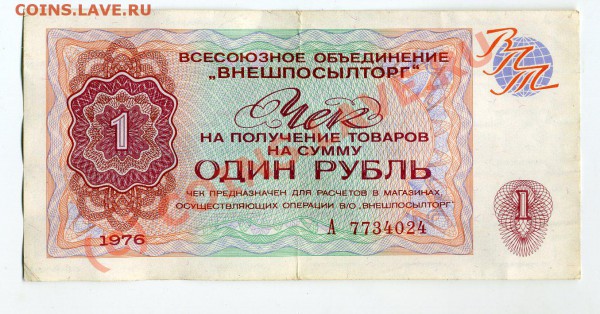 COINS.LAVE.RU
ВСЕСОЮЗНОЕ ОБЪЕДИНЕНИЕ
„ВНЕШПОСЫЛТОРГ"
ВПТ
Чек
НА ПОЛУЧЕНИЕ ТОВАРОВ
НА СУММУ
ОДИН РУБЛЬ
1
ЧЕК ПРЕДНАЗНАЧЕН ДЛЯ РАСЧЕТОВ В МАГАЗИНАХ,
ОСУЩЕСТВЛЯЮЩИХ ОПЕРАЦИИ В/О „ВНЕШПОСЫЛТОРГ"
1
1976
А 7734024